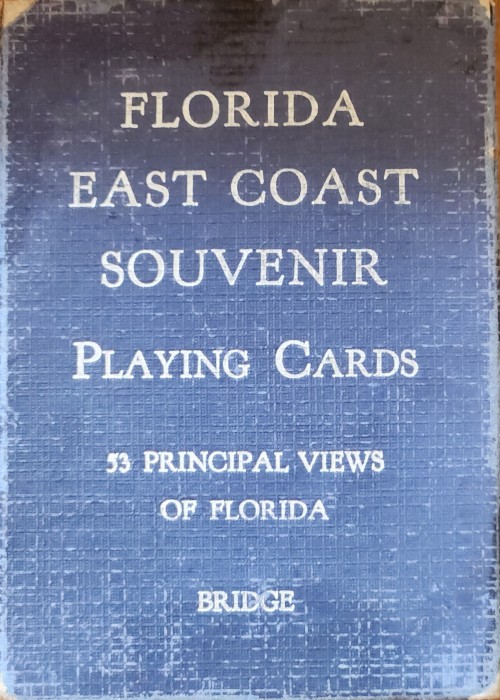 FLORIDA
EAST COAST
SOUVENIR
PLAYING CARDS
53 PRINCIPAL VIEWS
OF FLORIDA
BRIDGE